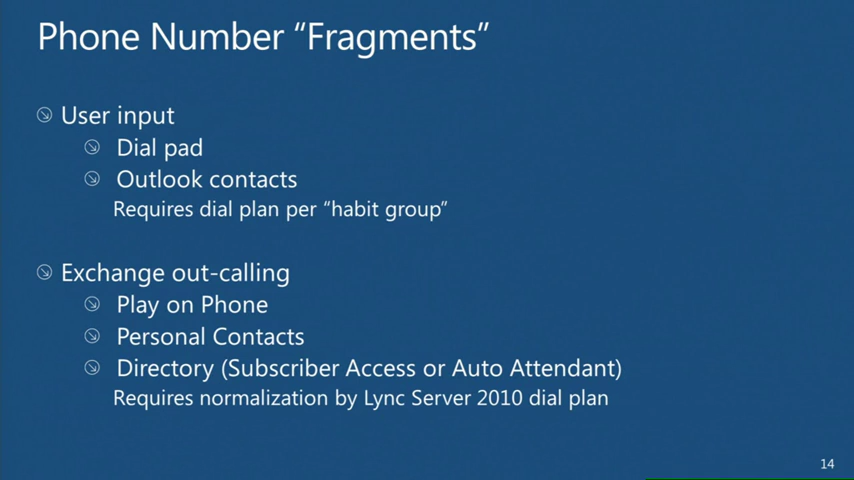 Phone Number “Fragments”
User input
Dial pad
Outlook contacts
Requires dial plan per “habit group”
Exchange out-calling
Play on Phone
Personal Contacts
Directory (Subscriber Access or Auto Attendant)
Requires normalization by Lync Server 2010 dial plan
14